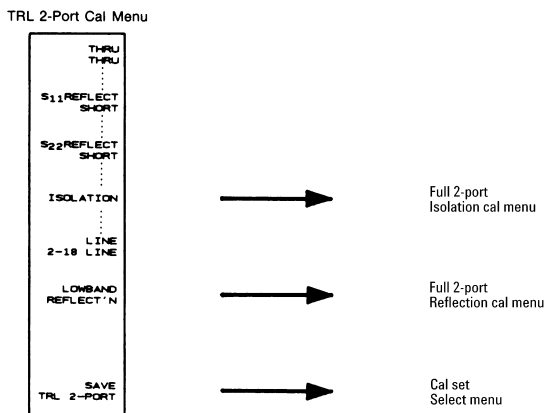 TRL 2-Port Cal Menu
THRU
THRU
S11REFLECT
SHORT
S22REFLECT
SHORT
ISOLATION
Full 2-port
Isolation cal menu
LINE
2-18 LINE
LOWBAND
REFLECT'N
Full 2-port
Reflection cal menu
SAVE
TRL 2-PORT
Cal set
Select menu